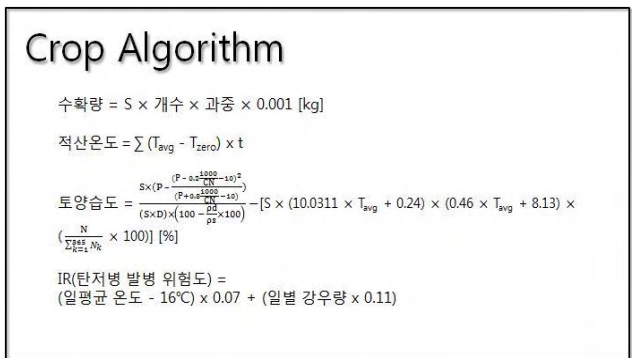 Crop Algorithm
수확량 = S × 개수 × 과중 × 0.001 [kg]
적산온도 = ∑ (Tavg - Tzero) x t
토양습도 = (S×(P - (P - 0.2(1000/CN)-10)²/(P+0.8(1000/CN)-10)))/((S×D)×(100 - ρd/ρs×100)) −[S × (10.0311 × Tavg + 0.24) × (0.46 × Tavg + 8.13) ×
(N/∑³⁶⁵ₖ₌₁ Nk × 100)] [%]
IR(탄저병 발병 위험도) =
(일평균 온도 - 16℃) x 0.07 + (일별 강우량 x 0.11)